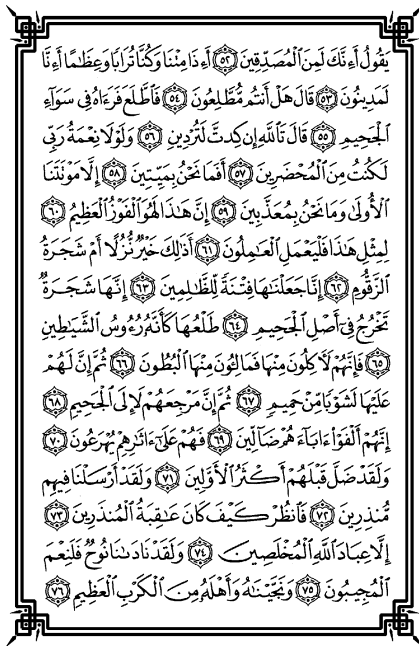 يَقُولُ أَءِنَّكَ لَمِنَ ٱلْمُصَدِّقِينَ ۝٥٢ أَءِذَا مِتْنَا وَكُنَّا تُرَابًا وَعِظَٰمًا أَءِنَّا
لَمَدِينُونَ ۝٥٣ قَالَ هَلْ أَنتُم مُّطَّلِعُونَ ۝٥٤ فَٱطَّلَعَ فَرَءَاهُ فِى سَوَآءِ
ٱلْجَحِيمِ ۝٥٥ قَالَ تَٱللَّهِ إِن كِدتَّ لَتُرْدِينِ ۝٥٦ وَلَوْلَا نِعْمَةُ رَبِّى
لَكُنتُ مِنَ ٱلْمُحْضَرِينَ ۝٥٧ أَفَمَا نَحْنُ بِمَيِّتِينَ ۝٥٨ إِلَّا مَوْتَتَنَا
ٱلْأُولَىٰ وَمَا نَحْنُ بِمُعَذَّبِينَ ۝٥٩ إِنَّ هَٰذَا لَهُوَ ٱلْفَوْزُ ٱلْعَظِيمُ ۝٦٠
لِمِثْلِ هَٰذَا فَلْيَعْمَلِ ٱلْعَٰمِلُونَ ۝٦١ أَذَٰلِكَ خَيْرٌ نُّزُلًا أَمْ شَجَرَةُ
ٱلزَّقُّومِ ۝٦٢ إِنَّا جَعَلْنَٰهَا فِتْنَةً لِّلظَّٰلِمِينَ ۝٦٣ إِنَّهَا شَجَرَةٌ
تَخْرُجُ فِىٓ أَصْلِ ٱلْجَحِيمِ ۝٦٤ طَلْعُهَا كَأَنَّهُۥ رُءُوسُ ٱلشَّيَٰطِينِ
۝٦٥ فَإِنَّهُمْ لَـَٔاكِلُونَ مِنْهَا فَمَالِـُٔونَ مِنْهَا ٱلْبُطُونَ ۝٦٦ ثُمَّ إِنَّ لَهُمْ
عَلَيْهَا لَشَوْبًا مِّنْ حَمِيمٍ ۝٦٧ ثُمَّ إِنَّ مَرْجِعَهُمْ لَإِلَى ٱلْجَحِيمِ ۝٦٨
إِنَّهُمْ أَلْفَوْا۟ ءَابَآءَهُمْ ضَآلِّينَ ۝٦٩ فَهُمْ عَلَىٰٓ ءَاثَٰرِهِمْ يُهْرَعُونَ ۝٧٠
وَلَقَدْ ضَلَّ قَبْلَهُمْ أَكْثَرُ ٱلْأَوَّلِينَ ۝٧١ وَلَقَدْ أَرْسَلْنَا فِيهِم
مُّنذِرِينَ ۝٧٢ فَٱنظُرْ كَيْفَ كَانَ عَٰقِبَةُ ٱلْمُنذَرِينَ ۝٧٣
إِلَّا عِبَادَ ٱللَّهِ ٱلْمُخْلَصِينَ ۝٧٤ وَلَقَدْ نَادَىٰنَا نُوحٌ فَلَنِعْمَ
ٱلْمُجِيبُونَ ۝٧٥ وَنَجَّيْنَٰهُ وَأَهْلَهُۥ مِنَ ٱلْكَرْبِ ٱلْعَظِيمِ ۝٧٦